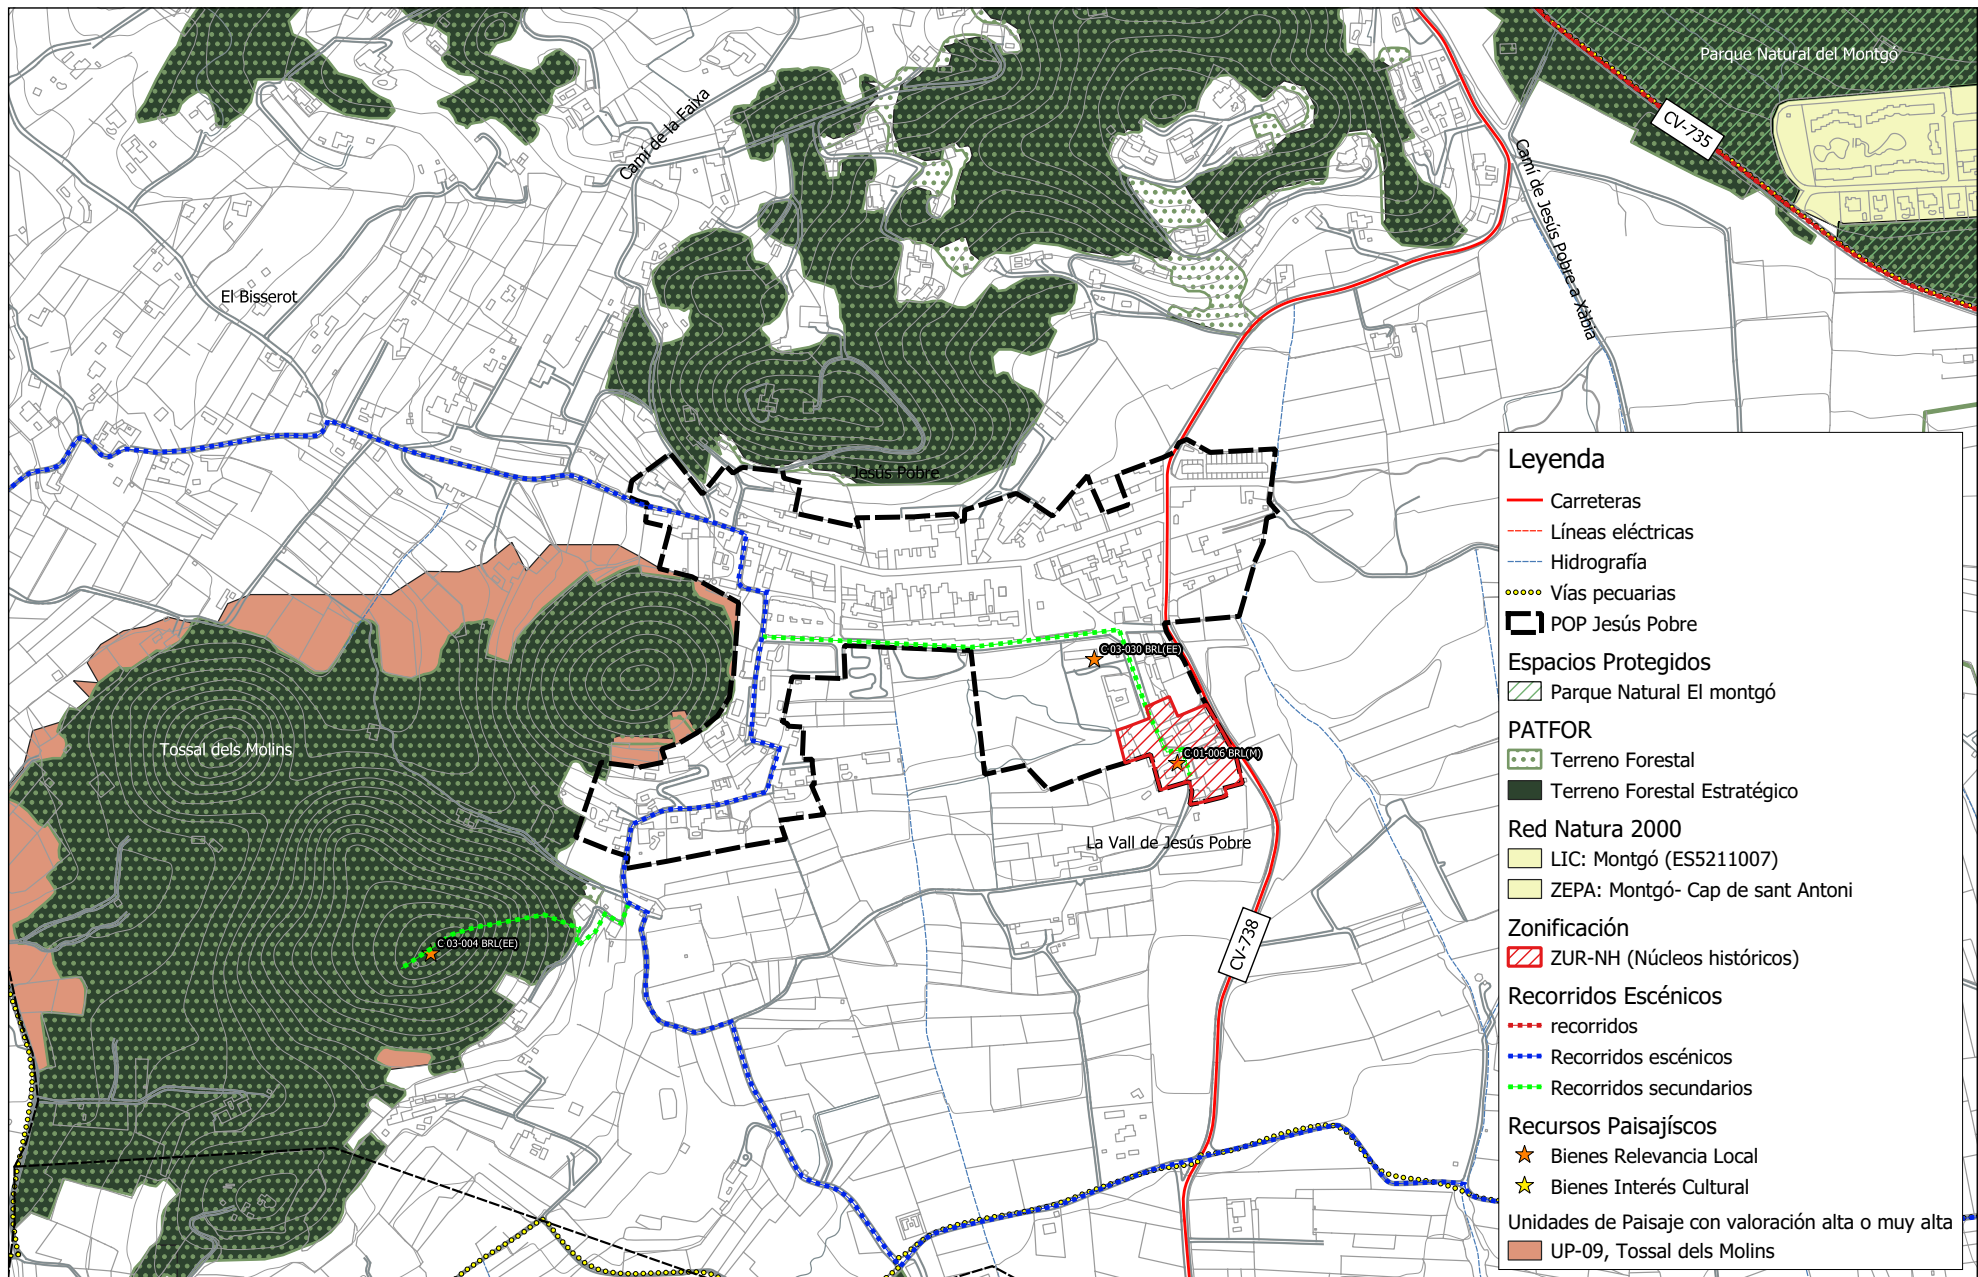 Parque Natural del Montgó
CV-735
Camí de la Faixa
Camí de Jesús Pobre a Xàbia
El Bisserot
Jesús Pobre
C 03-030 BRL(EE)
Tossal dels Molins
C 01-006 BRL(M)
La Vall de Jesús Pobre
C 03-004 BRL(EE)
CV-738
Leyenda
Carreteras
Líneas eléctricas
Hidrografía
Vías pecuarias
POP Jesús Pobre
Espacios Protegidos
Parque Natural El montgó
PATFOR
Terreno Forestal
Terreno Forestal Estratégico
Red Natura 2000
LIC: Montgó (ES5211007)
ZEPA: Montgó- Cap de sant Antoni
Zonificación
ZUR-NH (Núcleos históricos)
Recorridos Escénicos
recorridos
Recorridos escénicos
Recorridos secundarios
Recursos Paisajíscos
Bienes Relevancia Local
Bienes Interés Cultural
Unidades de Paisaje con valoración alta o muy alta
UP-09, Tossal dels Molins